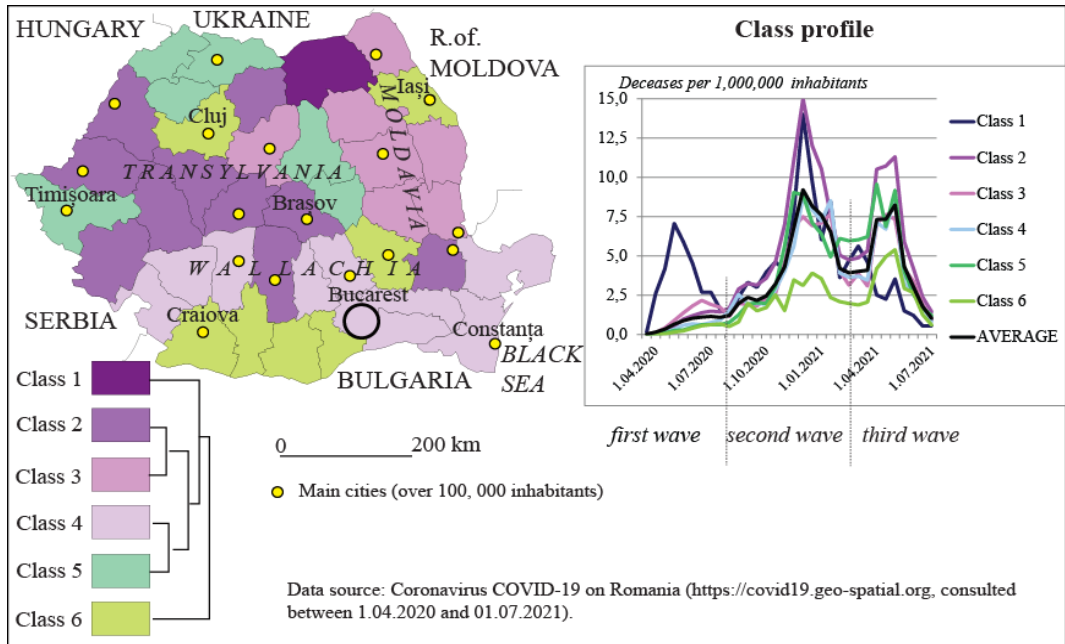 HUNGARY
UKRAINE
R.of.
MOLDOVA
Iași
Cluj
MOLDAVIA
TRANSYLVANIA
Timișoara
Brașov
WALLACHIA
Bucarest
SERBIA
Craiova
Constanța
BLACK
SEA
BULGARIA
Class 1
Class 2
Class 3
Class 4
Class 5
Class 6
0 200 km
Main cities (over 100, 000 inhabitants)
Class profile
Deceases per 1,000,000 inhabitants
15,0
12,5
10,0
7,5
5,0
2,5
0,0
1.04.2020
1.07.2020
1.10.2020
1.01.2021
1.04.2021
1.07.2021
Class 1
Class 2
Class 3
Class 4
Class 5
Class 6
AVERAGE
first wave
second wave
third wave
Data source: Coronavirus COVID-19 on Romania (https://covid19.geo-spatial.org, consulted
between 1.04.2020 and 01.07.2021).